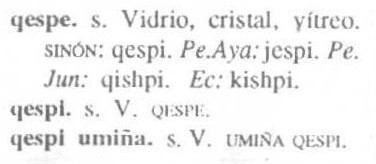 qespe. s. Vidrio, cristal, yítreo.
SINÓN: qespi. Pe.Aya: jespi. Pe.
Jun: qishpi. Ec: kishpi.
qespi. s. V. QESPE.
qespi umiña. s. V. UMIÑA QESPI.